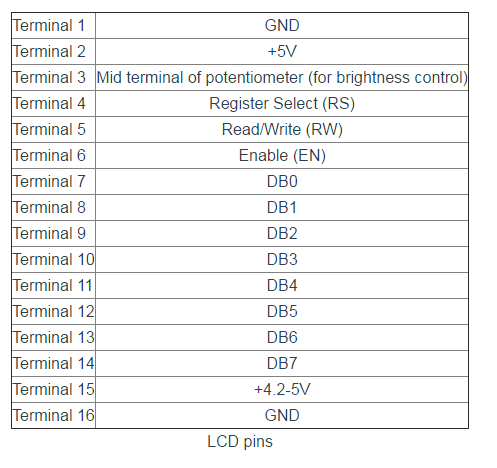 Terminal 1 GND
Terminal 2 +5V
Terminal 3 Mid terminal of potentiometer (for brightness control)
Terminal 4 Register Select (RS)
Terminal 5 Read/Write (RW)
Terminal 6 Enable (EN)
Terminal 7 DB0
Terminal 8 DB1
Terminal 9 DB2
Terminal 10 DB3
Terminal 11 DB4
Terminal 12 DB5
Terminal 13 DB6
Terminal 14 DB7
Terminal 15 +4.2-5V
Terminal 16 GND
LCD pins